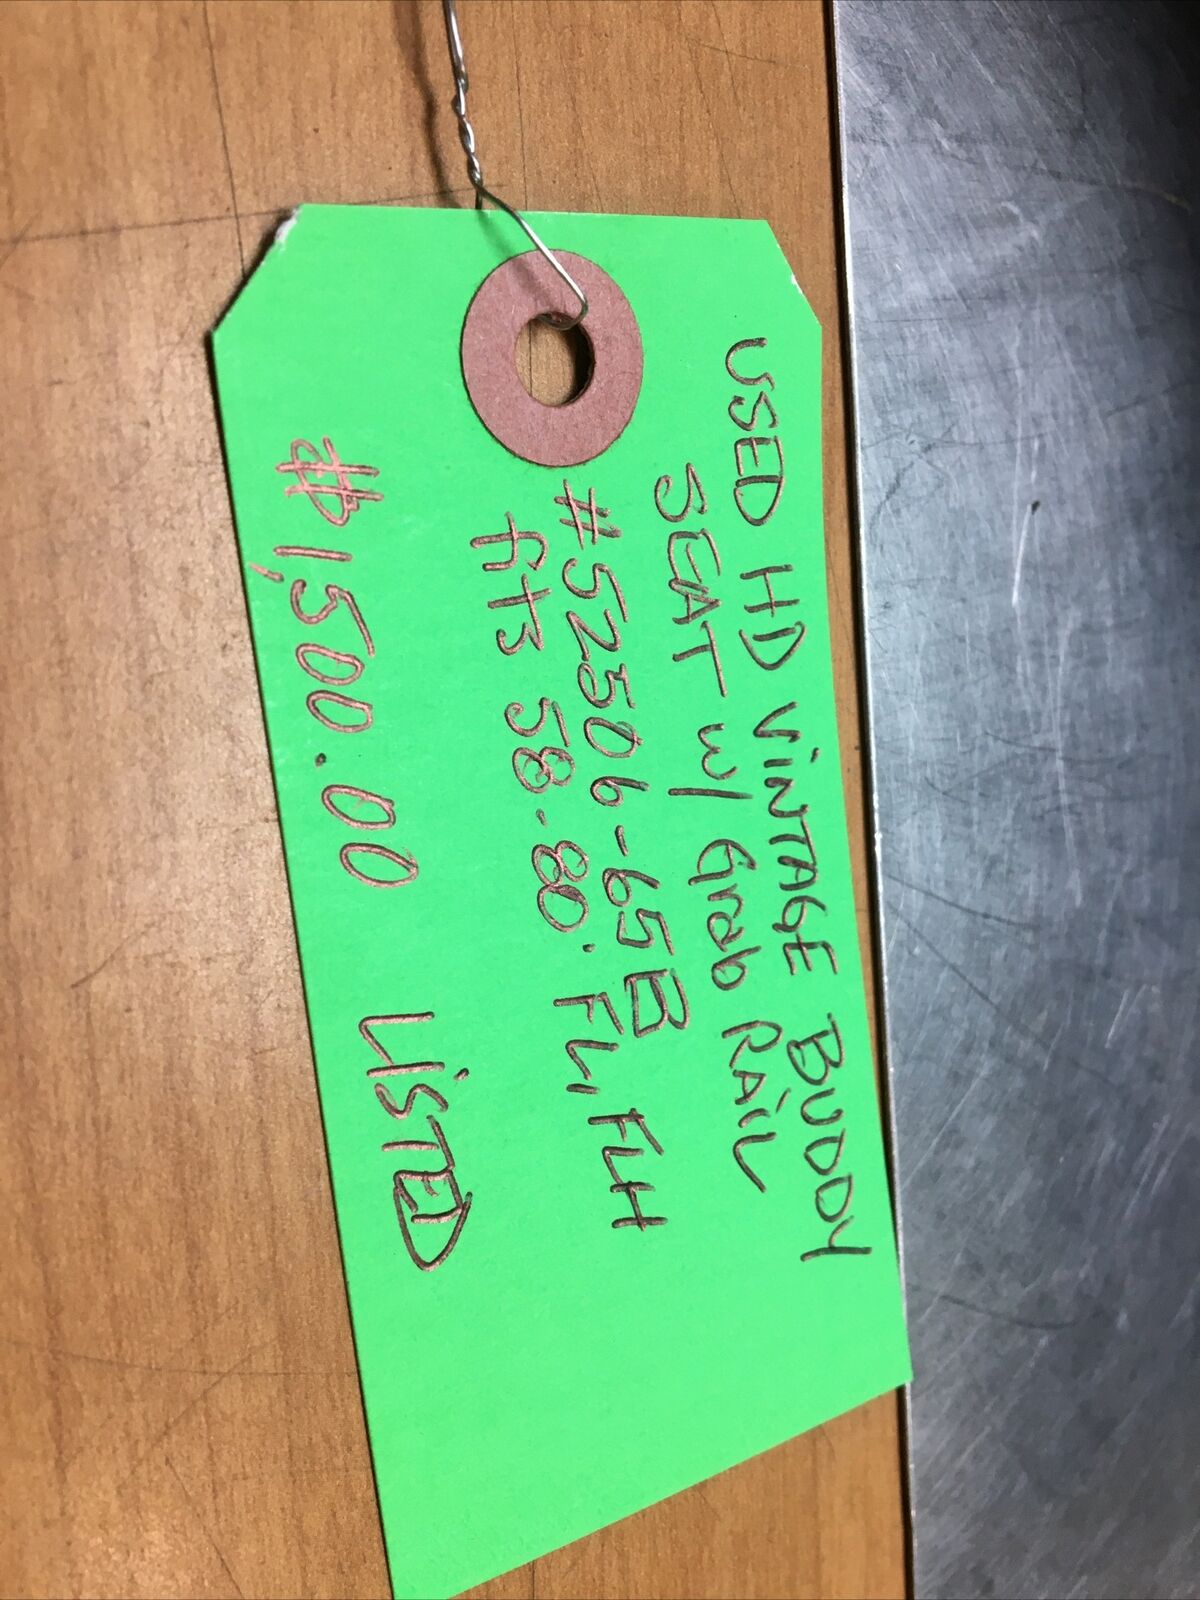 USED HD VINTAGE BUDDY
SEAT w/ Grab RAIL
#52506-65B
fits 58-80. FL, FLH
$1,500.00 LISTED